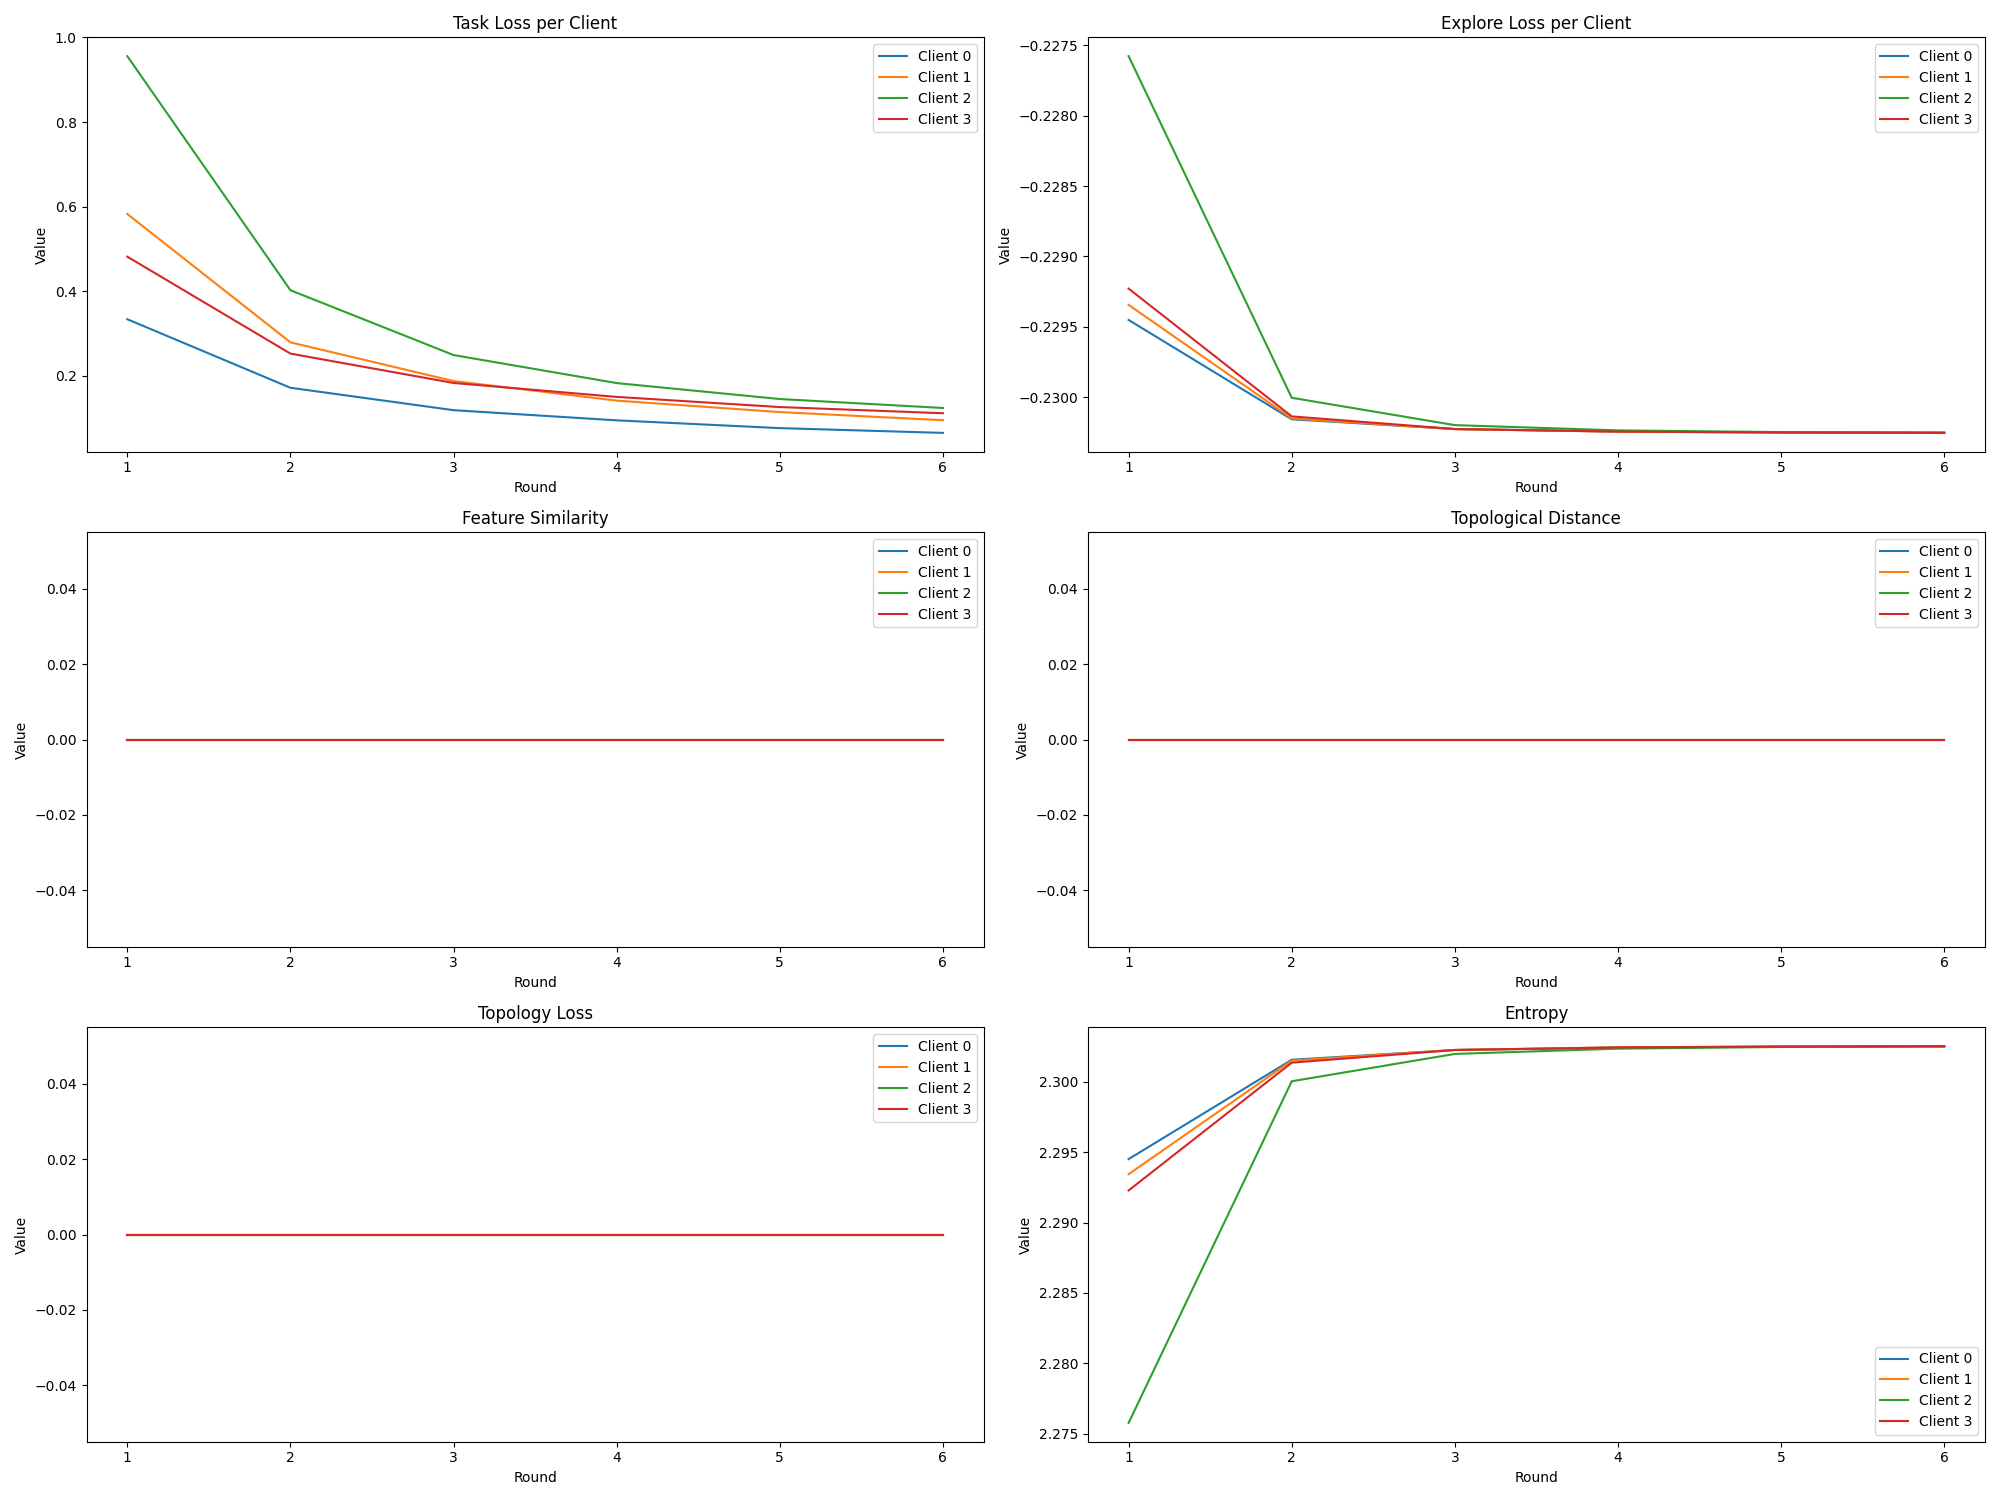 Task Loss per Client
1.0
0.8
0.6
0.4
0.2
Value
1 2 3 4 5 6
Round
Client 0
Client 1
Client 2
Client 3
Explore Loss per Client
−0.2275
−0.2280
−0.2285
−0.2290
−0.2295
−0.2300
Value
1 2 3 4 5 6
Round
Client 0
Client 1
Client 2
Client 3
Feature Similarity
0.04
0.02
0.00
−0.02
−0.04
Value
1 2 3 4 5 6
Round
Client 0
Client 1
Client 2
Client 3
Topological Distance
0.04
0.02
0.00
−0.02
−0.04
Value
1 2 3 4 5 6
Round
Client 0
Client 1
Client 2
Client 3
Topology Loss
0.04
0.02
0.00
−0.02
−0.04
Value
1 2 3 4 5 6
Round
Client 0
Client 1
Client 2
Client 3
Entropy
2.300
2.295
2.290
2.285
2.280
2.275
Value
1 2 3 4 5 6
Round
Client 0
Client 1
Client 2
Client 3